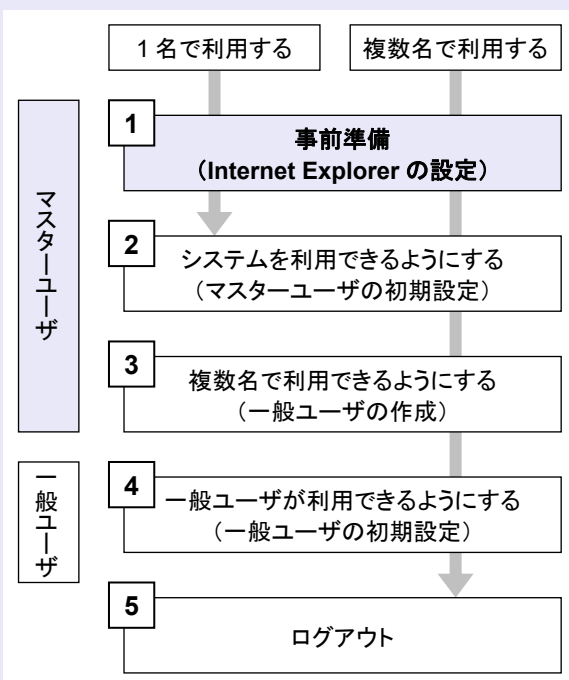 1 名で利用する
複数名で利用する
マスターユーザ
1
事前準備
（Internet Explorer の設定）
2
システムを利用できるようにする
（マスターユーザの初期設定）
3
複数名で利用できるようにする
（一般ユーザの作成）
一般ユーザ
4
一般ユーザが利用できるようにする
（一般ユーザの初期設定）
5
ログアウト